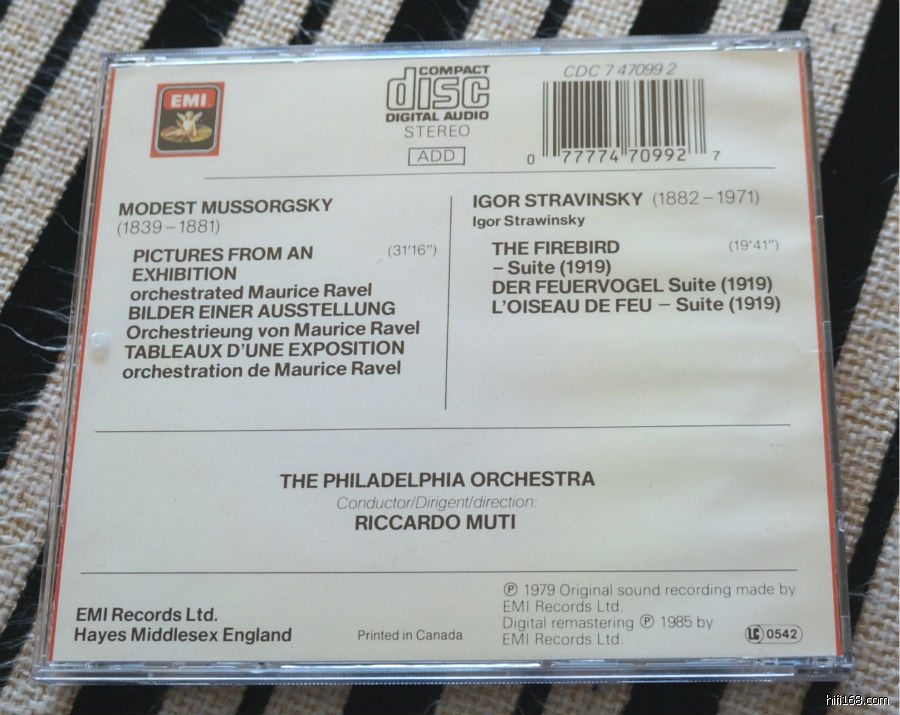 EMI
COMPACT
disc
DIGITAL AUDIO
STEREO
ADD
CDC 7 47099 2
0 77774 70992 7
MODEST MUSSORGSKY
(1839–1881)
PICTURES FROM AN (31'16")
EXHIBITION
orchestrated Maurice Ravel
BILDER EINER AUSSTELLUNG
Orchestrieung von Maurice Ravel
TABLEAUX D'UNE EXPOSITION
orchestration de Maurice Ravel
IGOR STRAVINSKY (1882–1971)
Igor Strawinsky
THE FIREBIRD (19'41")
– Suite (1919)
DER FEUERVOGEL Suite (1919)
L'OISEAU DE FEU – Suite (1919)
THE PHILADELPHIA ORCHESTRA
Conductor/Dirigent/direction:
RICCARDO MUTI
EMI Records Ltd.
Hayes Middlesex England
Printed in Canada
℗ 1979 Original sound recording made by
EMI Records Ltd.
Digital remastering ℗ 1985 by
EMI Records Ltd.
LC 0542
hifi168.com